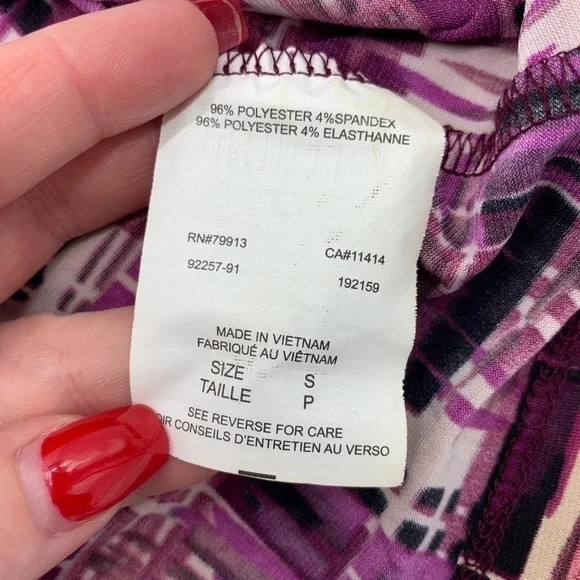 96% POLYESTER 4%SPANDEX
96% POLYESTER 4% ELASTHANNE
RN#79913 CA#11414
92257-91 192159
MADE IN VIETNAM
FABRIQUÉ AU VIÊTNAM
SIZE S
TAILLE P
SEE REVERSE FOR CARE
OIR CONSEILS D'ENTRETIEN AU VERSO